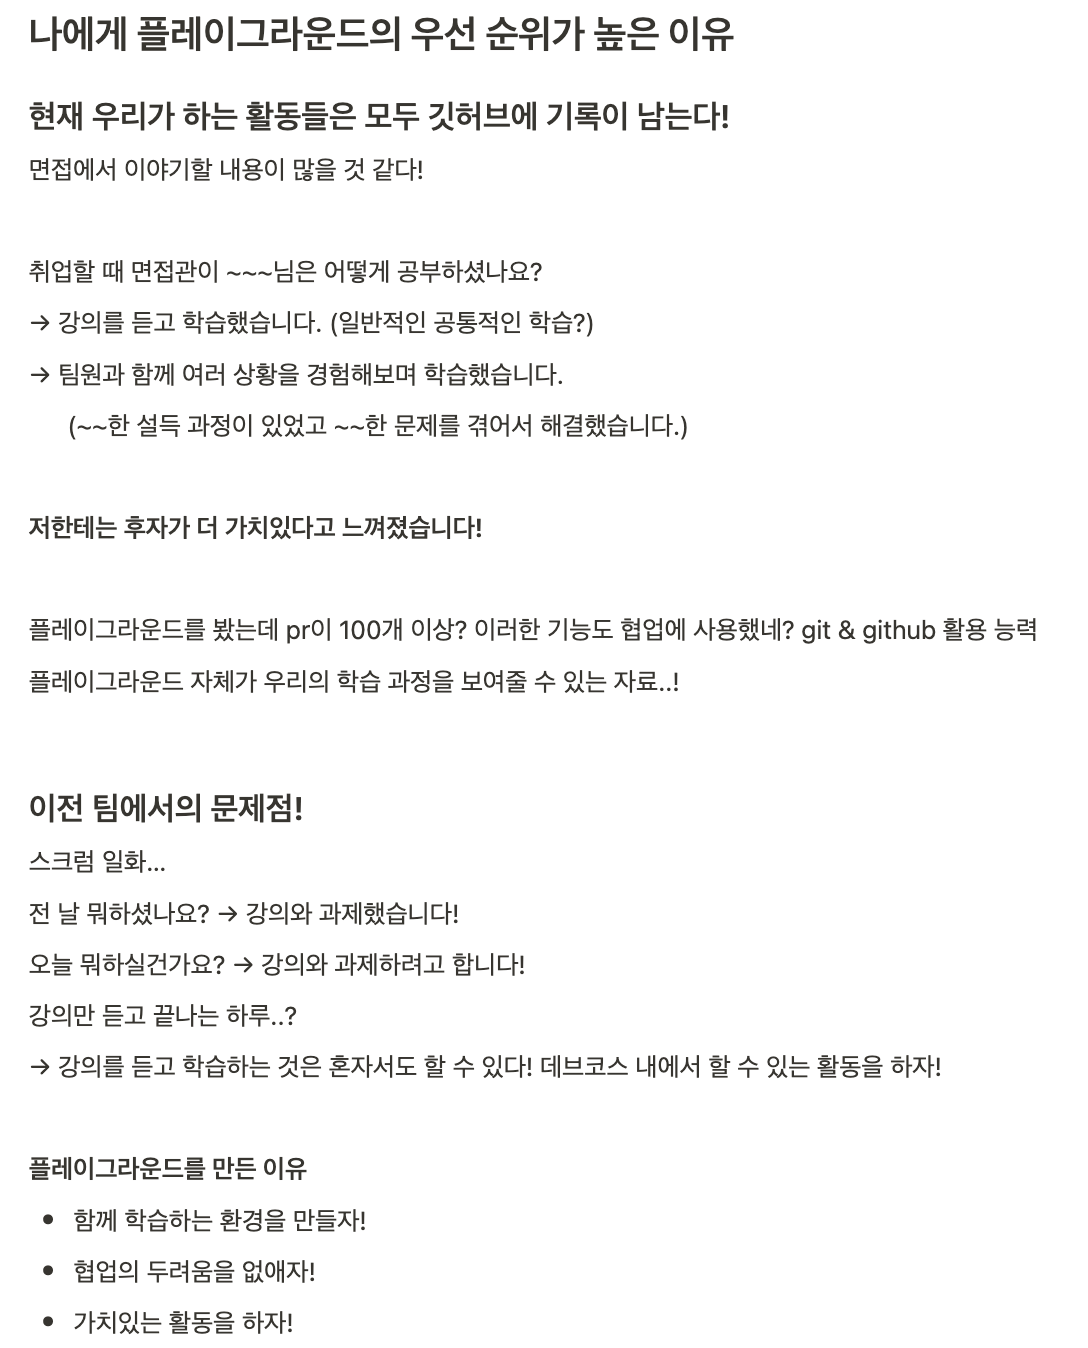 나에게 플레이그라운드의 우선 순위가 높은 이유
현재 우리가 하는 활동들은 모두 깃허브에 기록이 남는다!
면접에서 이야기할 내용이 많을 것 같다!
취업할 때 면접관이 ~~~님은 어떻게 공부하셨나요?
→ 강의를 듣고 학습했습니다. (일반적인 공통적인 학습?)
→ 팀원과 함께 여러 상황을 경험해보며 학습했습니다.
(~~한 설득 과정이 있었고 ~~한 문제를 겪어서 해결했습니다.)
저한테는 후자가 더 가치있다고 느껴졌습니다!
플레이그라운드를 봤는데 pr이 100개 이상? 이러한 기능도 협업에 사용했네? git & github 활용 능력
플레이그라운드 자체가 우리의 학습 과정을 보여줄 수 있는 자료..!
이전 팀에서의 문제점!
스크럼 일화...
전 날 뭐하셨나요? → 강의와 과제했습니다!
오늘 뭐하실건가요? → 강의와 과제하려고 합니다!
강의만 듣고 끝나는 하루..?
→ 강의를 듣고 학습하는 것은 혼자서도 할 수 있다! 데브코스 내에서 할 수 있는 활동을 하자!
플레이그라운드를 만든 이유
• 함께 학습하는 환경을 만들자!
• 협업의 두려움을 없애자!
• 가치있는 활동을 하자!